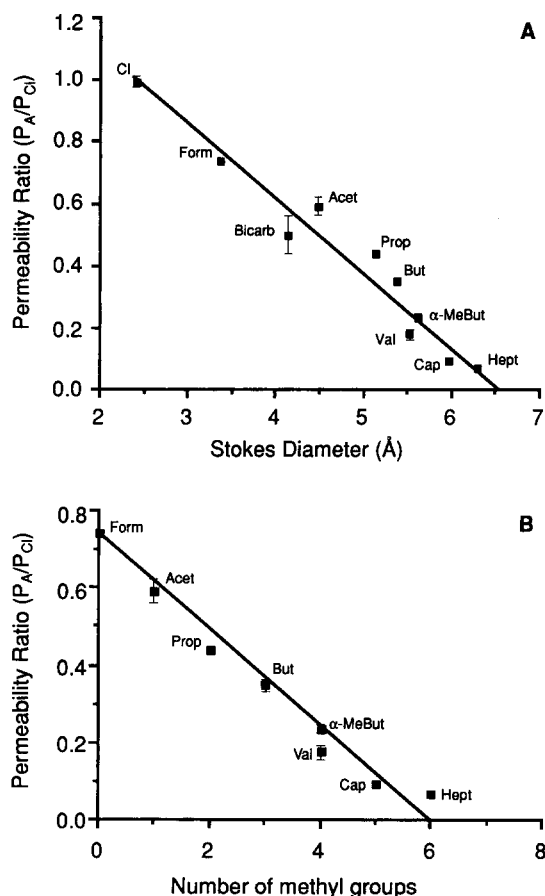 A
Permeability Ratio (PA/PCl)
1.2
1.0
0.8
0.6
0.4
0.2
0.0
Cl
Form
Bicarb
Acet
Prop
But
α-MeBut
Val
Cap
Hept
2 3 4 5 6 7
Stokes Diameter (Å)
B
Permeability Ratio (PA/PCl)
0.8
0.6
0.4
0.2
0.0
Form
Acet
Prop
But
α-MeBut
Val
Cap
Hept
0 2 4 6 8
Number of methyl groups